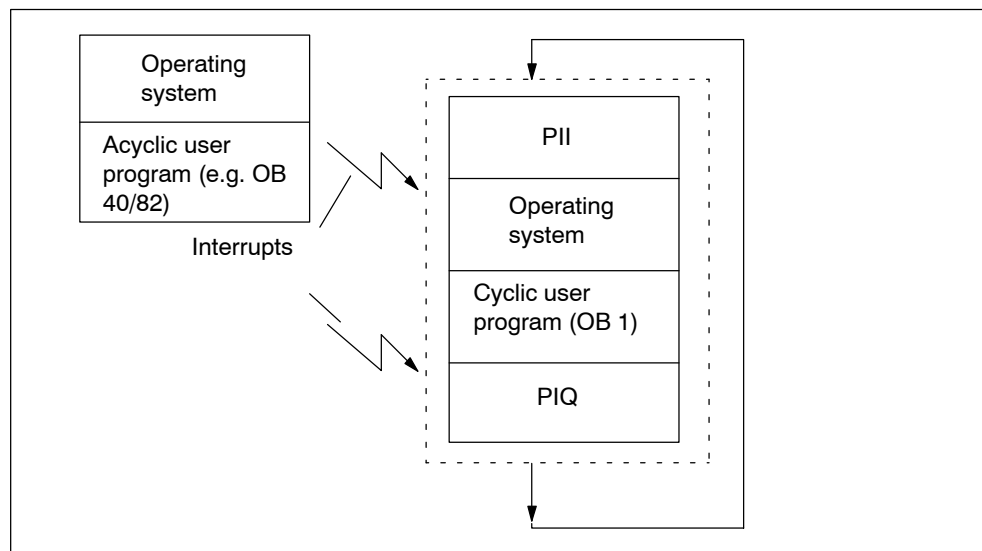 Operating
system
Acyclic user
program (e.g. OB
40/82)
Interrupts
PII
Operating
system
Cyclic user
program (OB 1)
PIQ